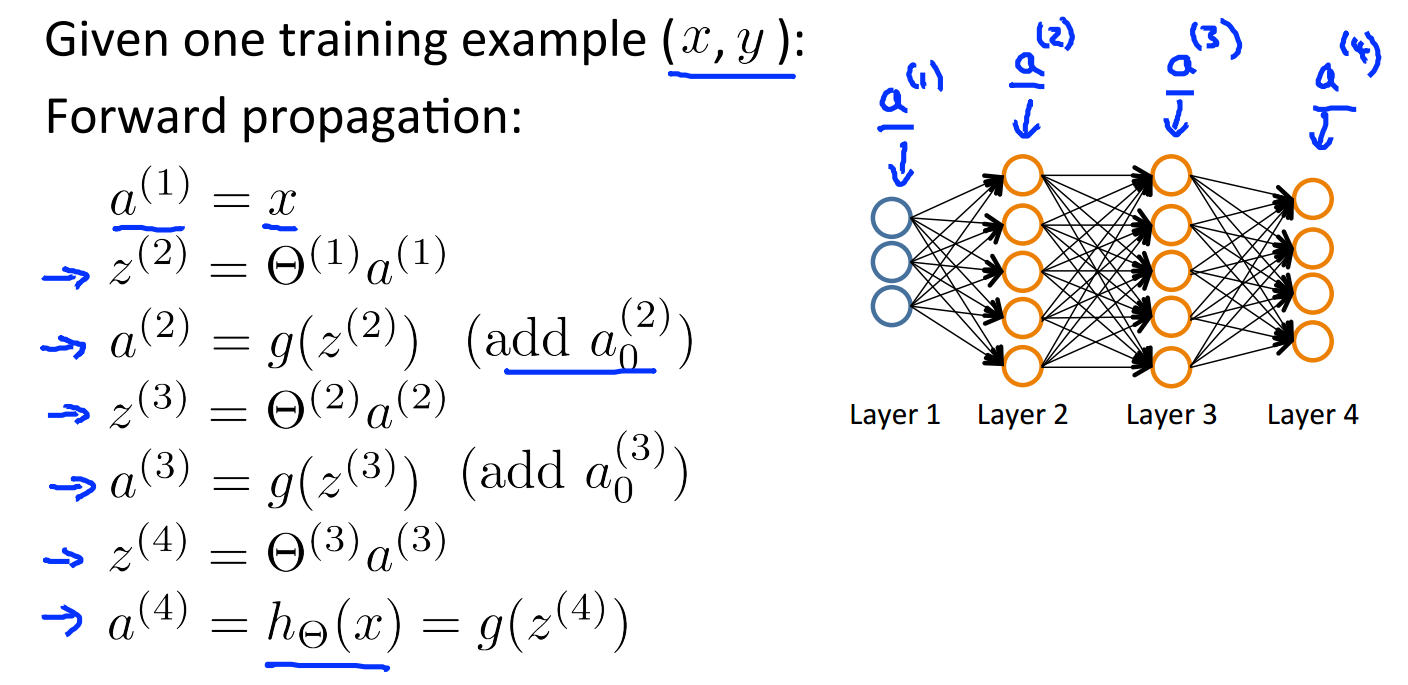 Given one training example (x, y):
Forward propagation:
a^{(1)} = x
→ z^{(2)} = Θ^{(1)}a^{(1)}
→ a^{(2)} = g(z^{(2)}) (add a_0^{(2)})
→ z^{(3)} = Θ^{(2)}a^{(2)}
→ a^{(3)} = g(z^{(3)}) (add a_0^{(3)})
→ z^{(4)} = Θ^{(3)}a^{(3)}
→ a^{(4)} = h_Θ(x) = g(z^{(4)})
a^{(1)} a^{(2)} a^{(3)} a^{(4)}
Layer 1 Layer 2 Layer 3 Layer 4